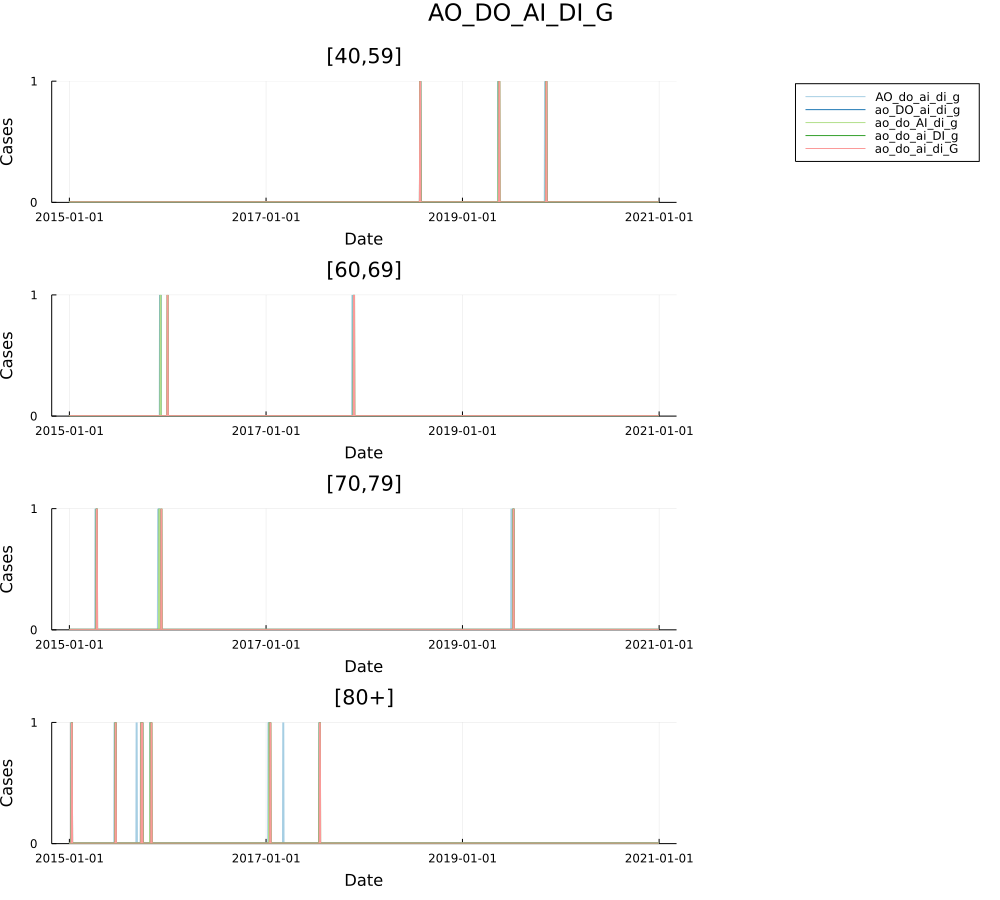 AO_DO_AI_DI_G
[40,59]
Cases
1
0
2015-01-01 2017-01-01 2019-01-01 2021-01-01
Date
AO_do_ai_di_g
ao_DO_ai_di_g
ao_do_AI_di_g
ao_do_ai_DI_g
ao_do_ai_di_G
[60,69]
Cases
1
0
2015-01-01 2017-01-01 2019-01-01 2021-01-01
Date
[70,79]
Cases
1
0
2015-01-01 2017-01-01 2019-01-01 2021-01-01
Date
[80+]
Cases
1
0
2015-01-01 2017-01-01 2019-01-01 2021-01-01
Date